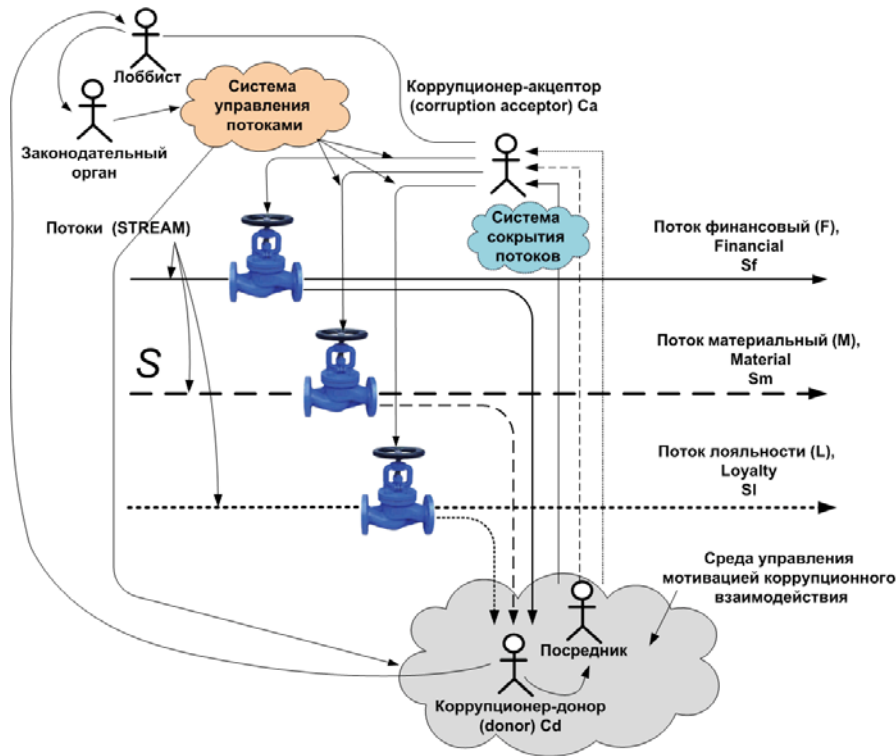 Лоббист
Система
управления
потоками
Коррупционер-акцептор
(corruption acceptor) Ca
Законодательный
орган
Потоки (STREAM)
Система
сокрытия
потоков
Поток финансовый (F),
Financial
Sf
S
Поток материальный (M),
Material
Sm
Поток лояльности (L),
Loyalty
Sl
Среда управления
мотивацией коррупционного
взаимодействия
Посредник
Коррупционер-донор
(donor) Cd